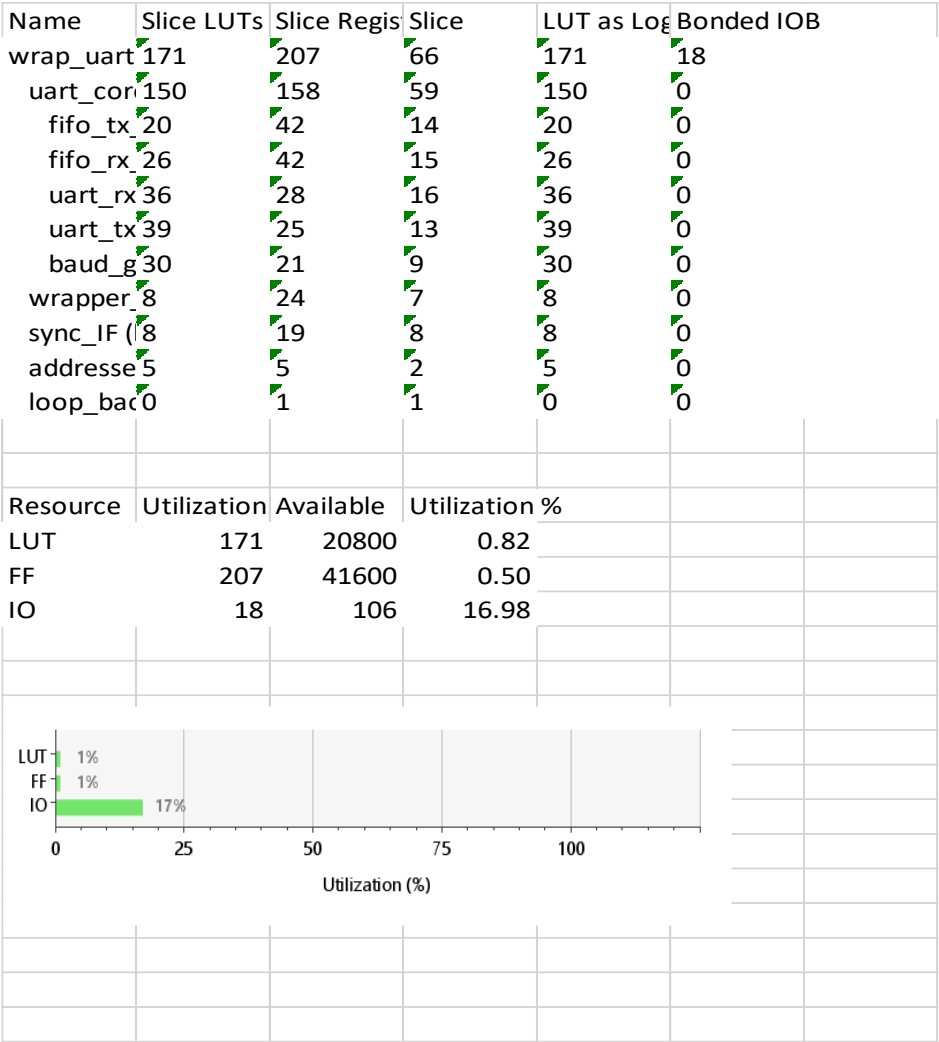 Name Slice LUTs Slice Regis Slice LUT as Log Bonded IOB
wrap_uart 171 207 66 171 18
uart_cor 150 158 59 150 0
fifo_tx_ 20 42 14 20 0
fifo_rx_ 26 42 15 26 0
uart_rx 36 28 16 36 0
uart_tx 39 25 13 39 0
baud_g 30 21 9 30 0
wrapper_ 8 24 7 8 0
sync_IF ( 8 19 8 8 0
addresse 5 5 2 5 0
loop_bac 0 1 1 0 0
Resource Utilization Available Utilization %
LUT 171 20800 0.82
FF 207 41600 0.50
IO 18 106 16.98
LUT 1%
FF 1%
IO 17%
0 25 50 75 100
Utilization (%)